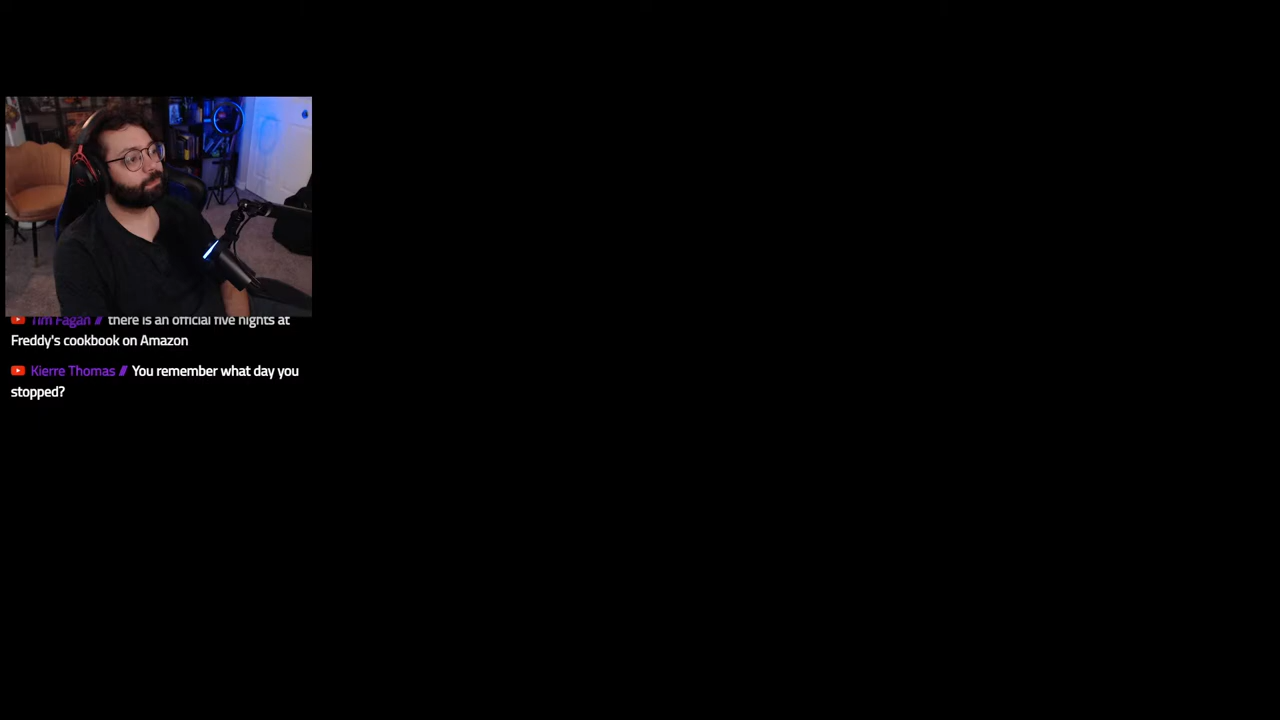 Tim Fagan // there is an official five nights at
Freddy's cookbook on Amazon
Kierre Thomas // You remember what day you
stopped?